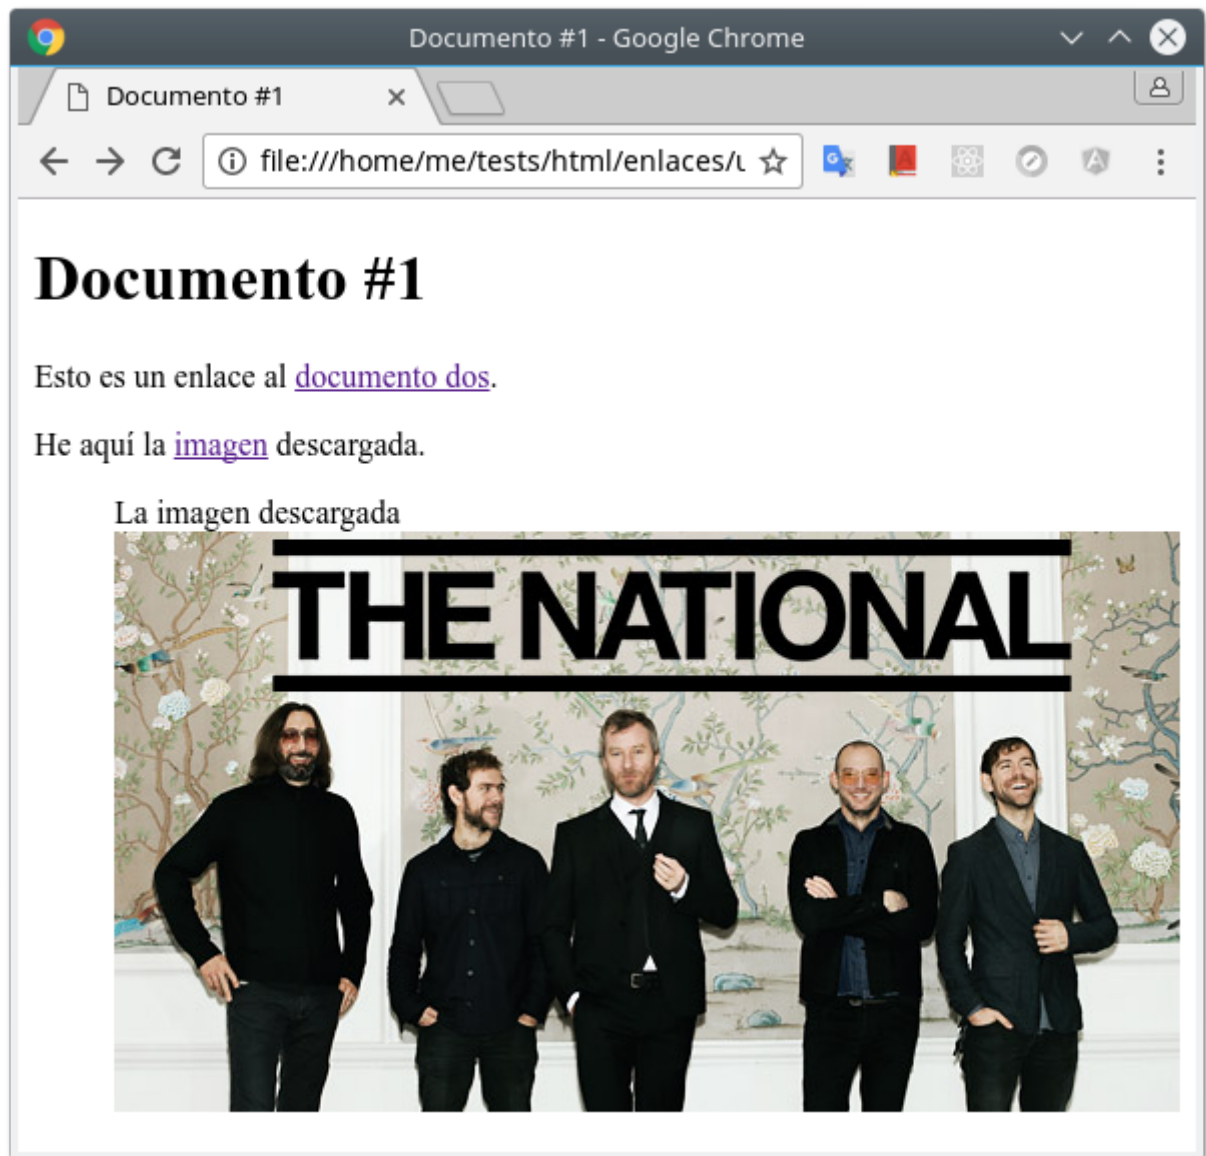 Documento #1 - Google Chrome
Documento #1
file:///home/me/tests/html/enlaces/
Documento #1
Esto es un enlace al documento dos.
He aquí la imagen descargada.
La imagen descargada
THE NATIONAL